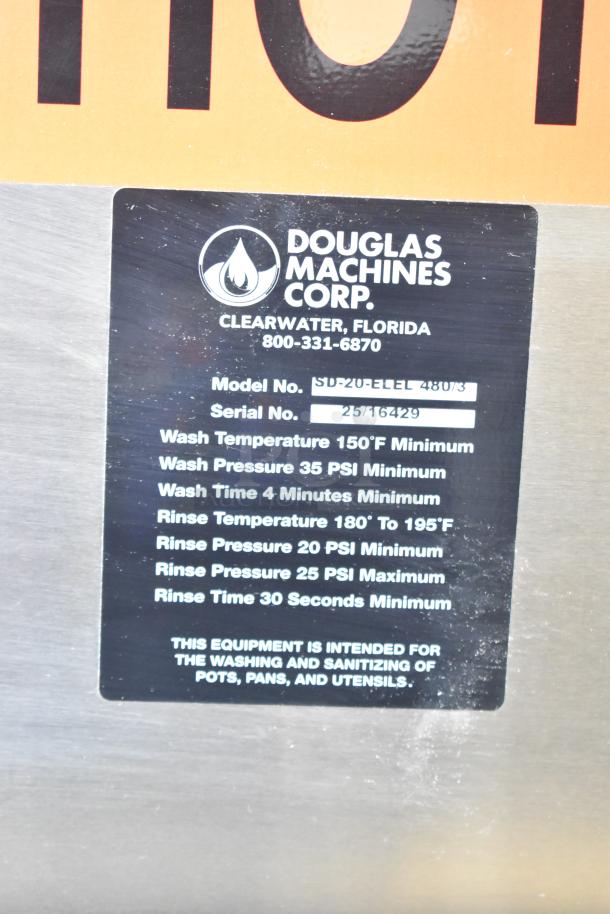 HOT
DOUGLAS
MACHINES
CORP.
CLEARWATER, FLORIDA
800-331-6870
Model No. SD-20-ELEL 480/3
Serial No. 25/16429
Wash Temperature 150°F Minimum
Wash Pressure 35 PSI Minimum
Wash Time 4 Minutes Minimum
Rinse Temperature 180° To 195°F
Rinse Pressure 20 PSI Minimum
Rinse Pressure 25 PSI Maximum
Rinse Time 30 Seconds Minimum
THIS EQUIPMENT IS INTENDED FOR
THE WASHING AND SANITIZING OF
POTS, PANS, AND UTENSILS.